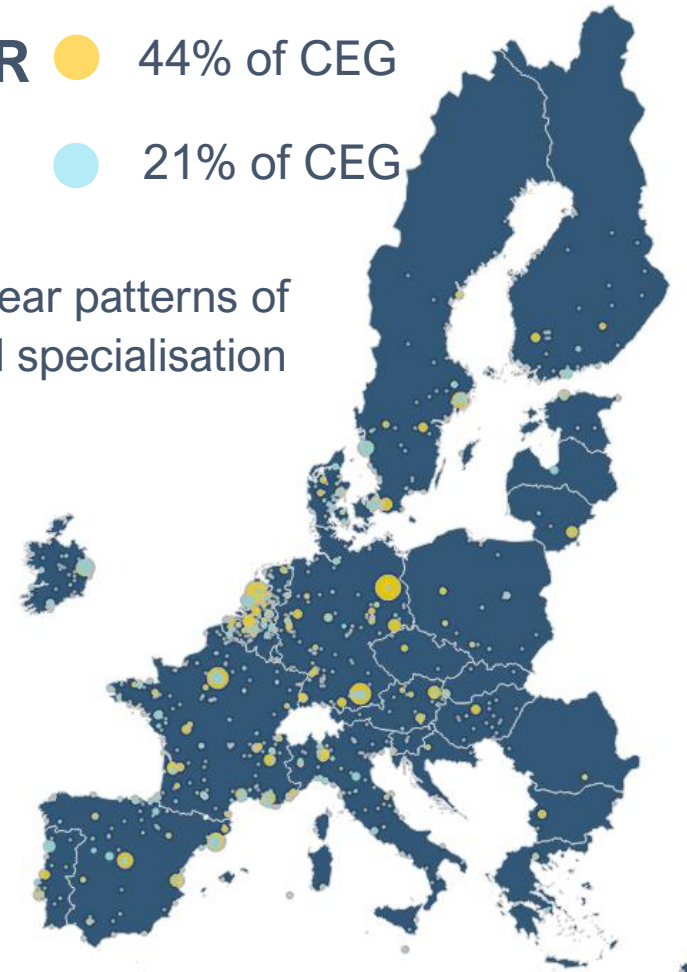 R 44% of CEG
21% of CEG
ear patterns of
specialisation